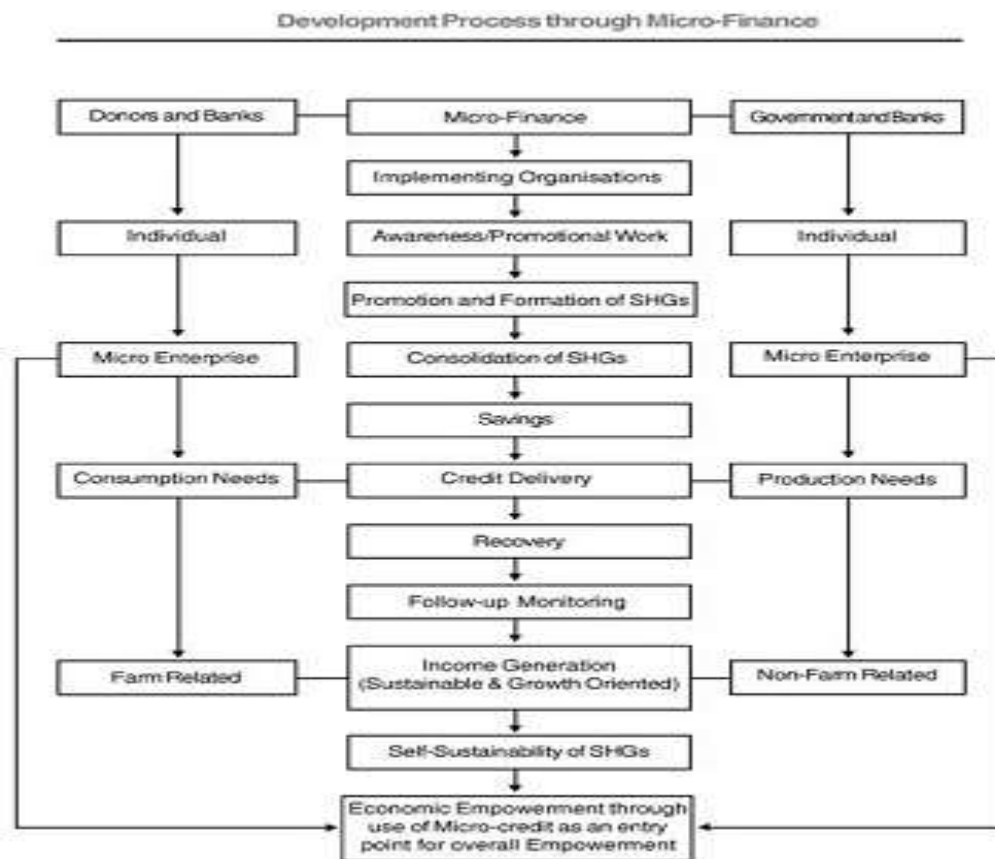 Development Process through Micro-Finance
Donors and Banks
Micro-Finance
Government and Banks
Implementing Organisations
Individual
Awareness/Promotional Work
Individual
Promotion and Formation of SHGs
Micro Enterprise
Consolidation of SHGs
Micro Enterprise
Savings
Consumption Needs
Credit Delivery
Production Needs
Recovery
Follow-up Monitoring
Farm Related
Income Generation
(Sustainable & Growth Oriented)
Non-Farm Related
Self-Sustainability of SHGs
Economic Empowerment through
use of Micro-credit as an entry
point for overall Empowerment